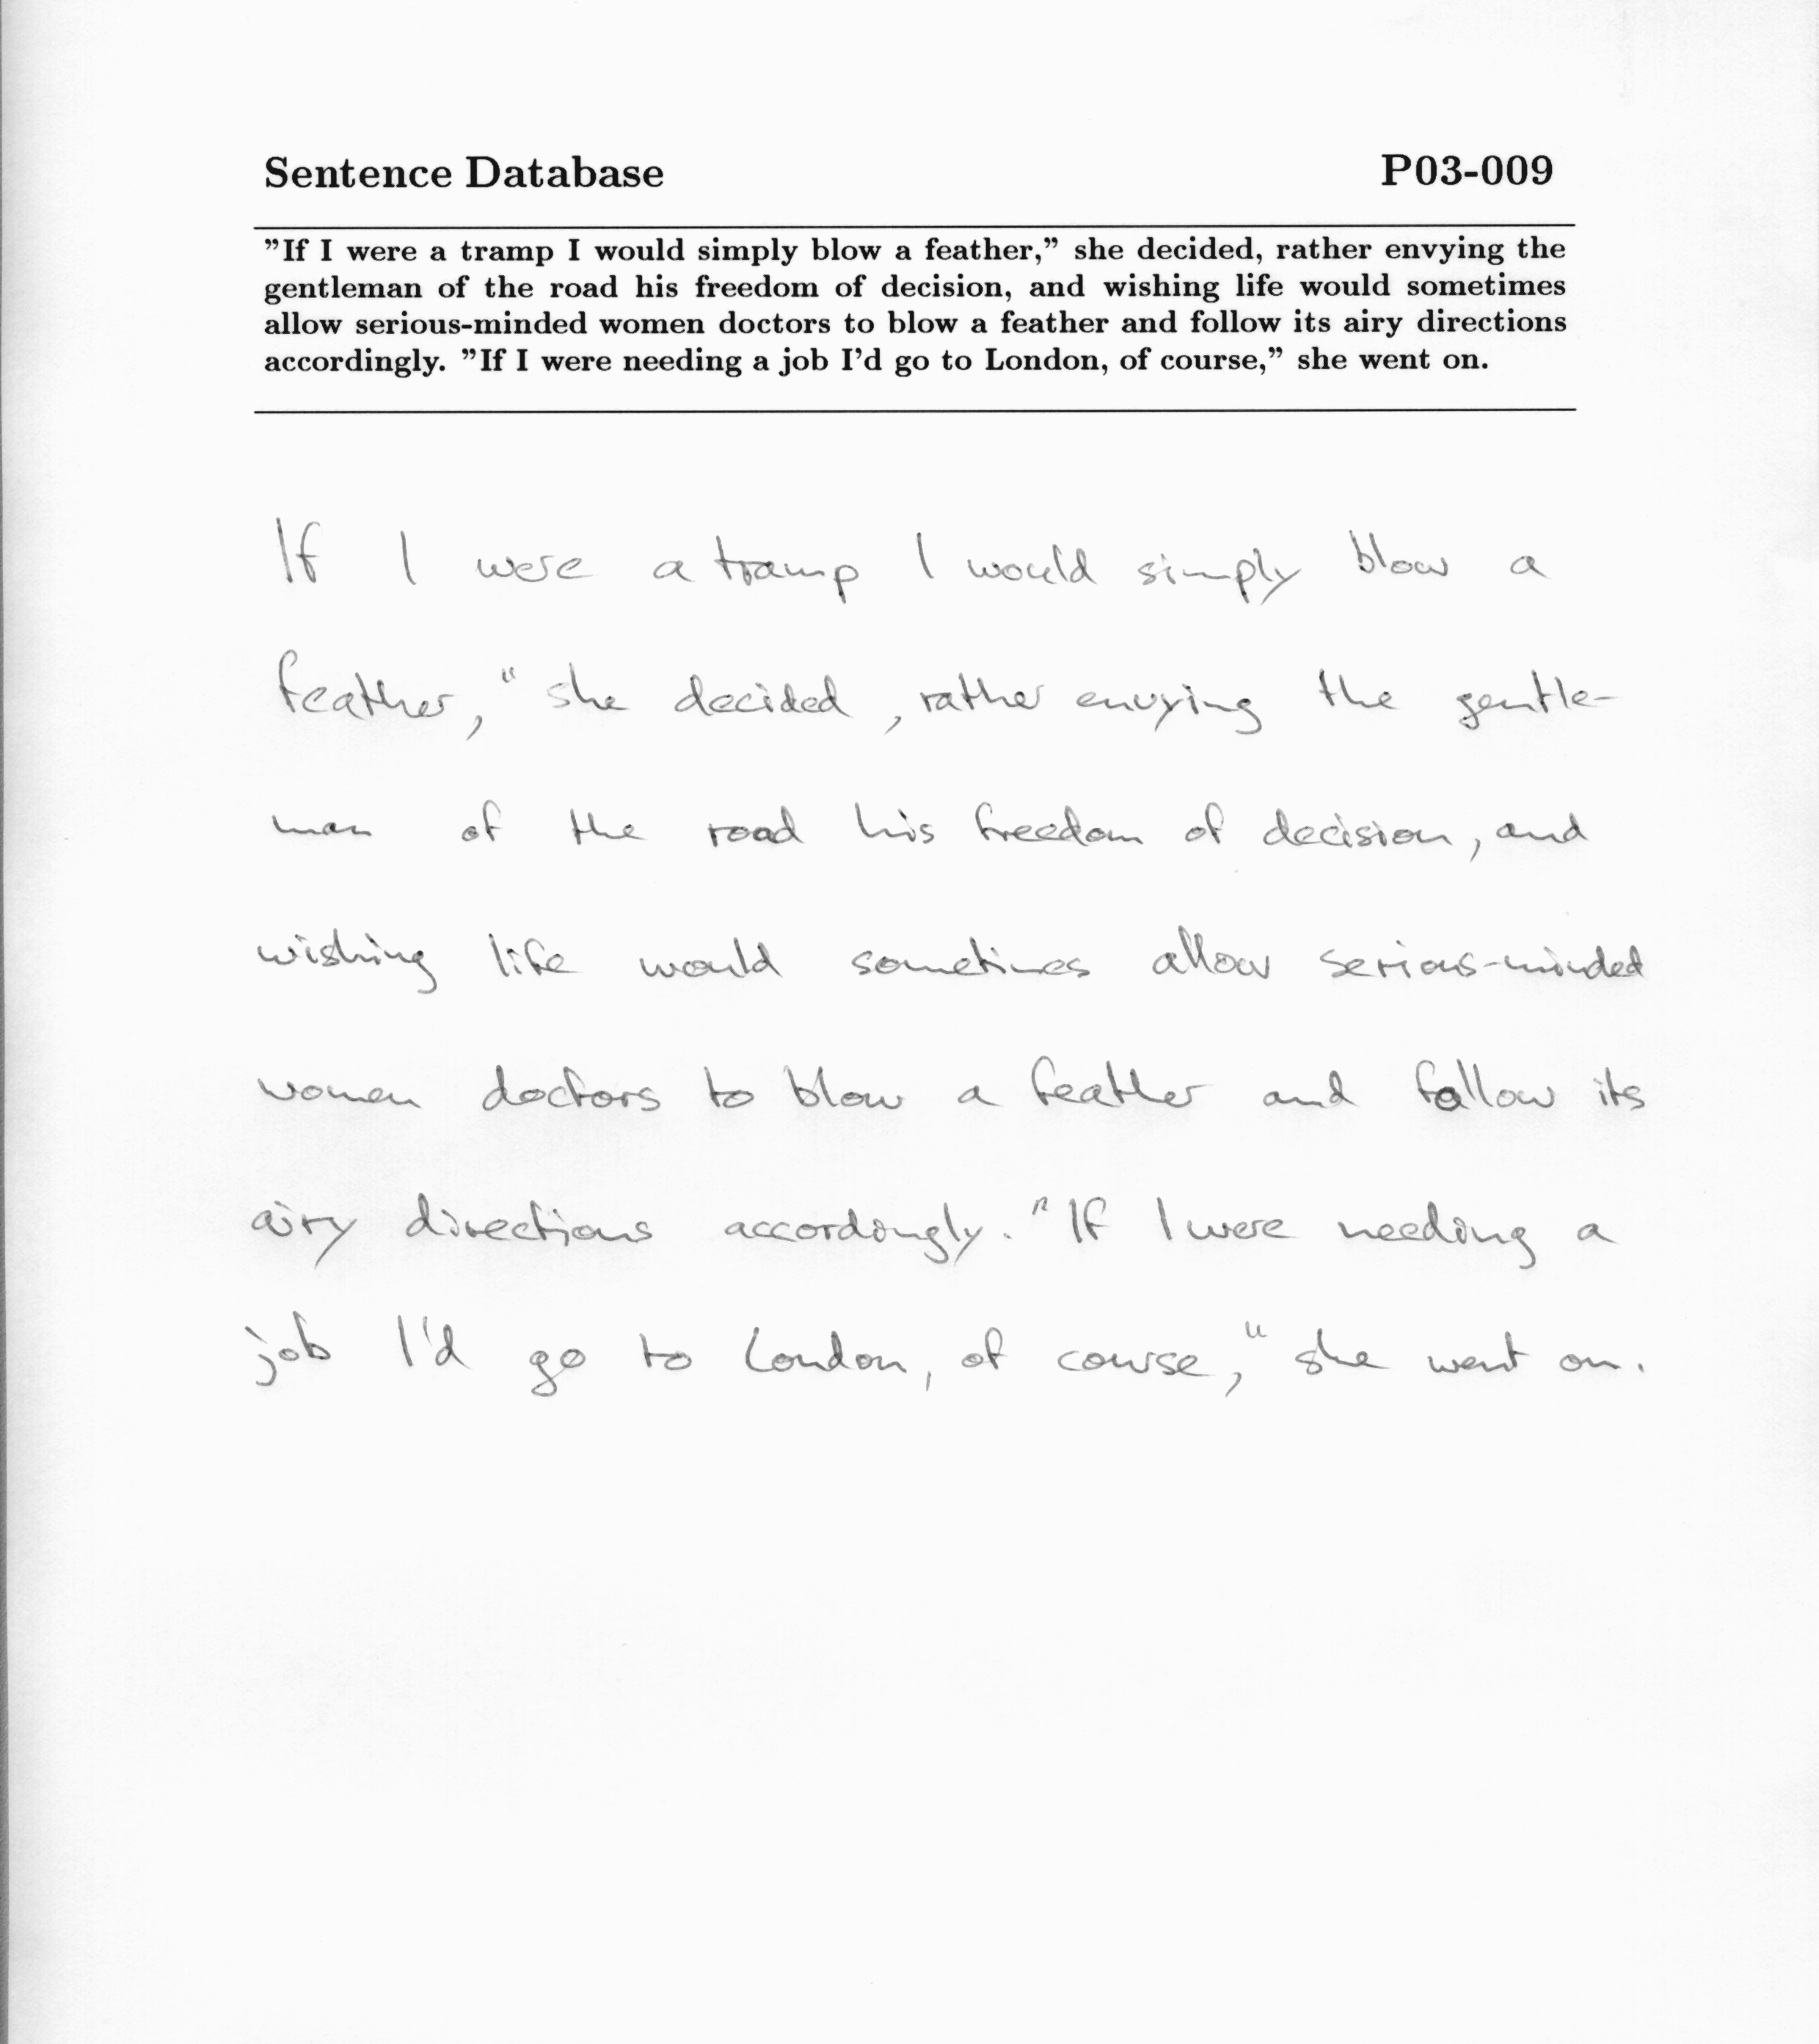 Sentence Database P03-009
"If I were a tramp I would simply blow a feather," she decided, rather envying the
gentleman of the road his freedom of decision, and wishing life would sometimes
allow serious-minded women doctors to blow a feather and follow its airy directions
accordingly. "If I were needing a job I'd go to London, of course," she went on.
If I were a tramp I would simply blow a
feather," she decided, rather envying the gentle-
man of the road his freedom of decision, and
wishing life would sometimes allow serious-minded
women doctors to blow a feather and follow its
airy directions accordingly. "If I were needing a
job I'd go to London, of course," she went on.